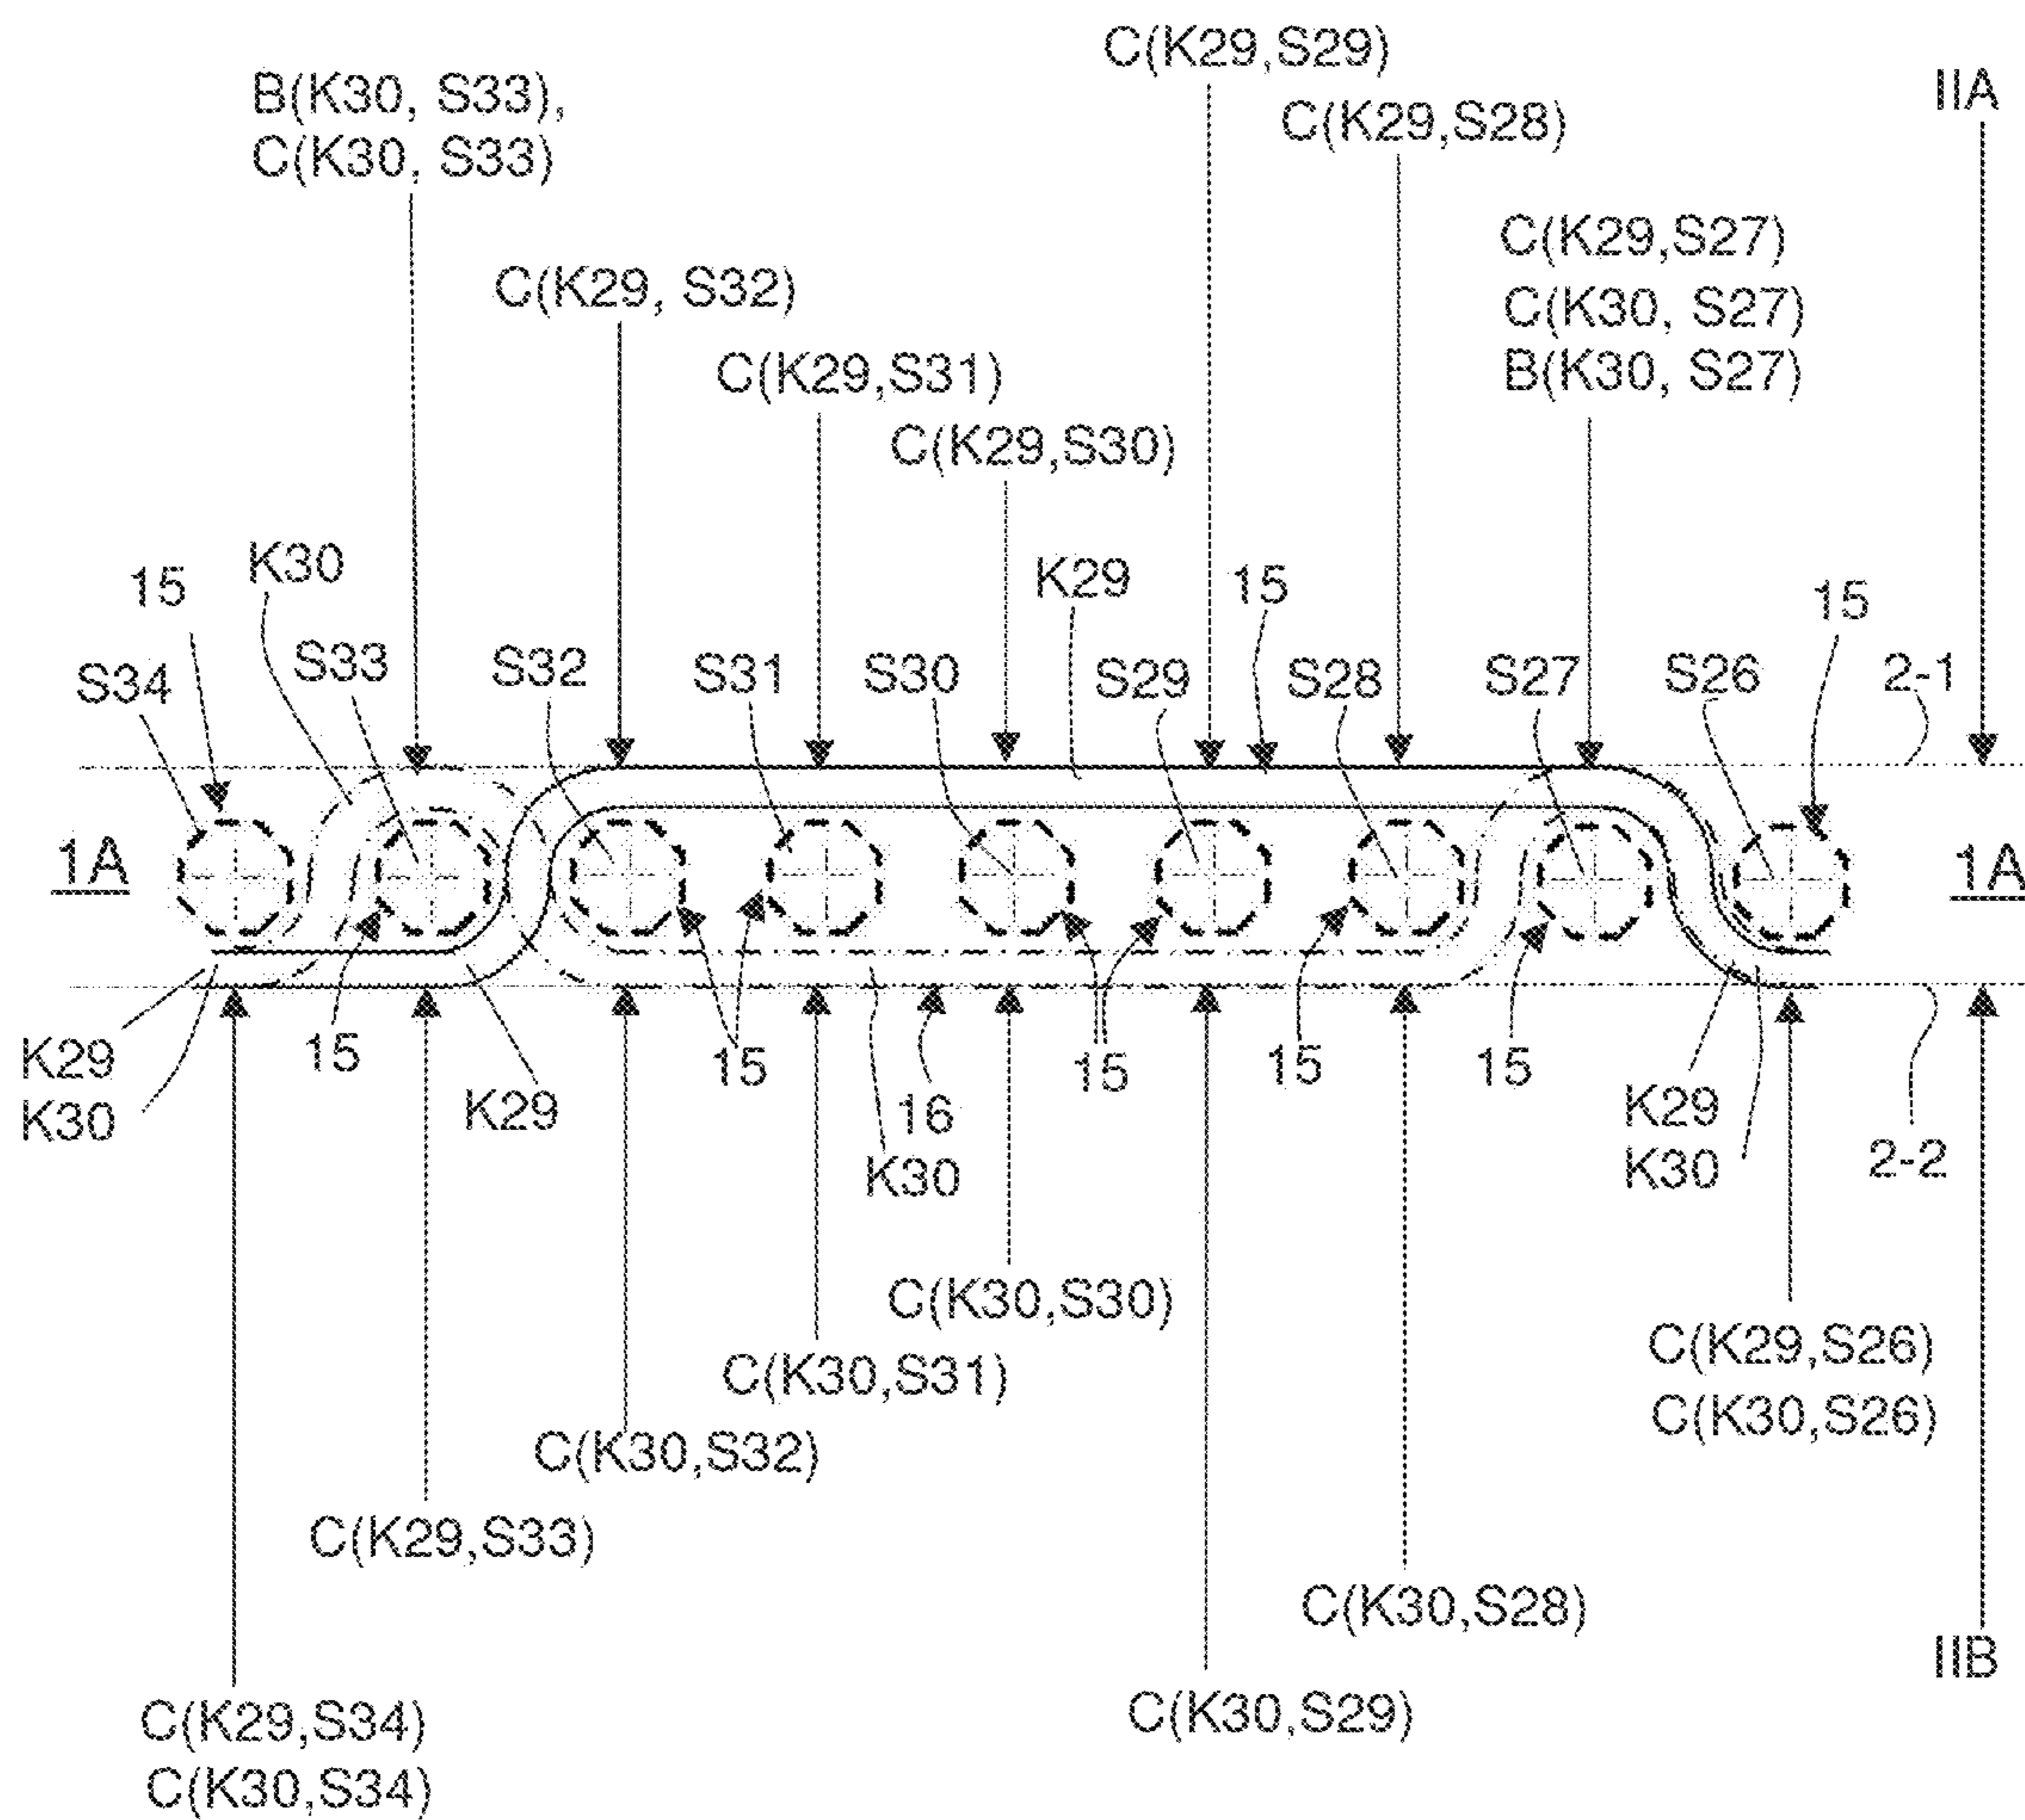 C(K29,S29)
IIA
B(K30, S33),
C(K30, S33)
C(K29,S28)
C(K29,S27)
C(K30, S27)
B(K30, S27)
C(K29, S32)
C(K29,S31)
C(K29,S30)
15
K30
K29
15
15
S34
S33
S32
S31
S30
S29
S28
S27
S26
2-1
1A
1A
K29
K30
15
K29
15
16
K30
15
15
15
K29
K30
2-2
C(K30,S30)
C(K30,S31)
C(K29,S26)
C(K30,S26)
C(K30,S32)
C(K29,S33)
C(K30,S28)
IIB
C(K30,S29)
C(K29,S34)
C(K30,S34)